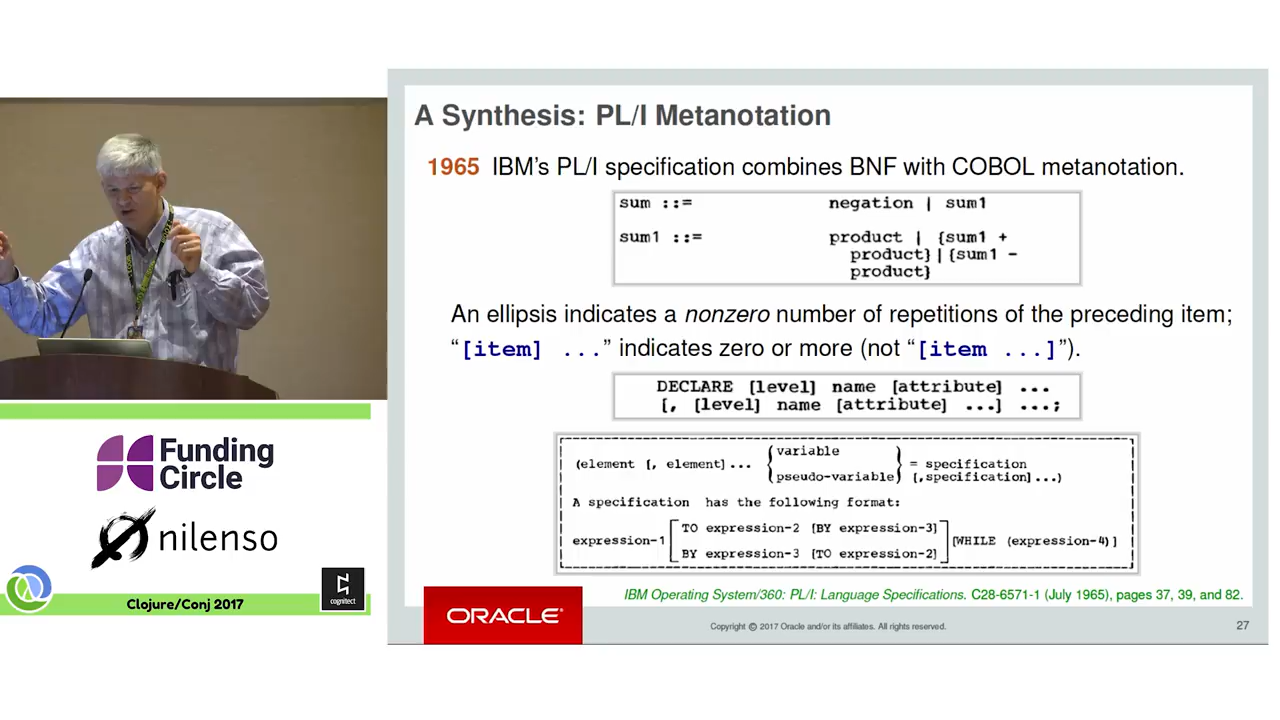 A Synthesis: PL/I Metanotation
1965 IBM's PL/I specification combines BNF with COBOL metanotation.
sum ::= negation | sum1
sum1 ::= product | {sum1 +
product} | {sum1 -
product}
An ellipsis indicates a nonzero number of repetitions of the preceding item;
“[item] ...” indicates zero or more (not “[item ...]”).
DECLARE [level] name [attribute] ...
[, [level] name [attribute] ...] ...;
variable
(element [, element]... = specification
pseudo-variable [,specification]...)
A specification has the following format:
TO expression-2 [BY expression-3]
expression-1 [WHILE (expression-4)]
BY expression-3 [TO expression-2]
IBM Operating System/360: PL/I: Language Specifications. C28-6571-1 (July 1965), pages 37, 39, and 82.
ORACLE®
Copyright © 2017 Oracle and/or its affiliates. All rights reserved.
27
Funding
Circle
nilenso
cognitect
Clojure/Conj 2017